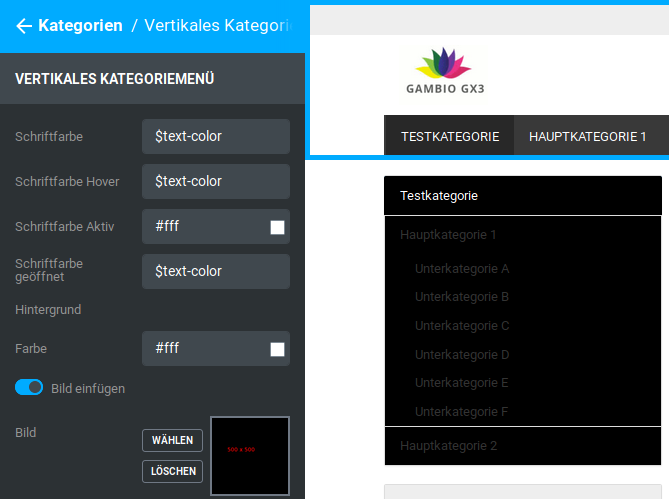 Kategorien / Vertikales Kategori
VERTIKALES KATEGORIEMENÜ
Schriftfarbe $text-color
Schriftfarbe Hover $text-color
Schriftfarbe Aktiv #fff
Schriftfarbe
geöffnet $text-color
Hintergrund
Farbe #fff
Bild einfügen
Bild
WÄHLEN
LÖSCHEN
500 x 500
GAMBIO GX3
TESTKATEGORIE HAUPTKATEGORIE 1
Testkategorie
Hauptkategorie 1
Unterkategorie A
Unterkategorie B
Unterkategorie C
Unterkategorie D
Unterkategorie E
Unterkategorie F
Hauptkategorie 2